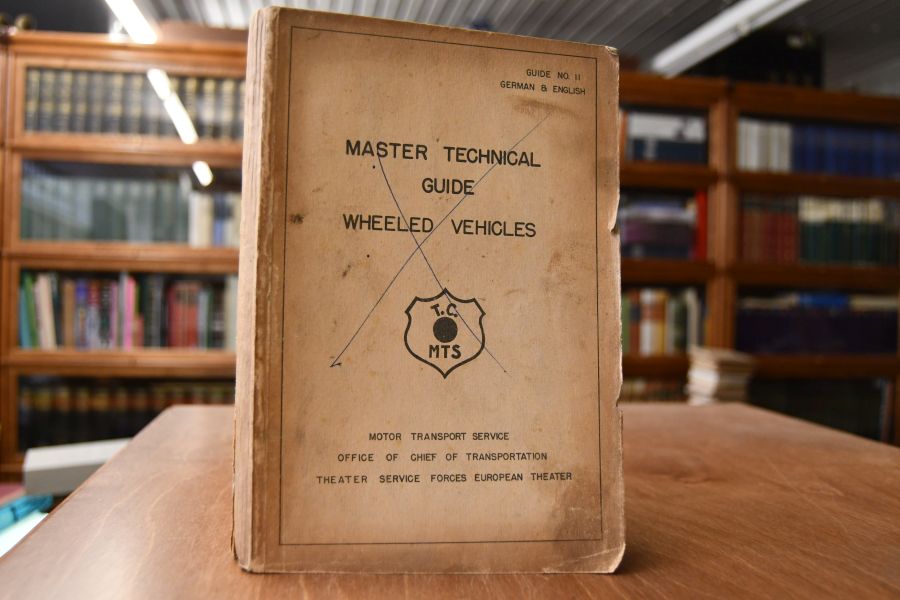 GUIDE NO. 11
GERMAN & ENGLISH
MASTER TECHNICAL
GUIDE
WHEELED VEHICLES
T.C.
MTS
MOTOR TRANSPORT SERVICE
OFFICE OF CHIEF OF TRANSPORTATION
THEATER SERVICE FORCES EUROPEAN THEATER